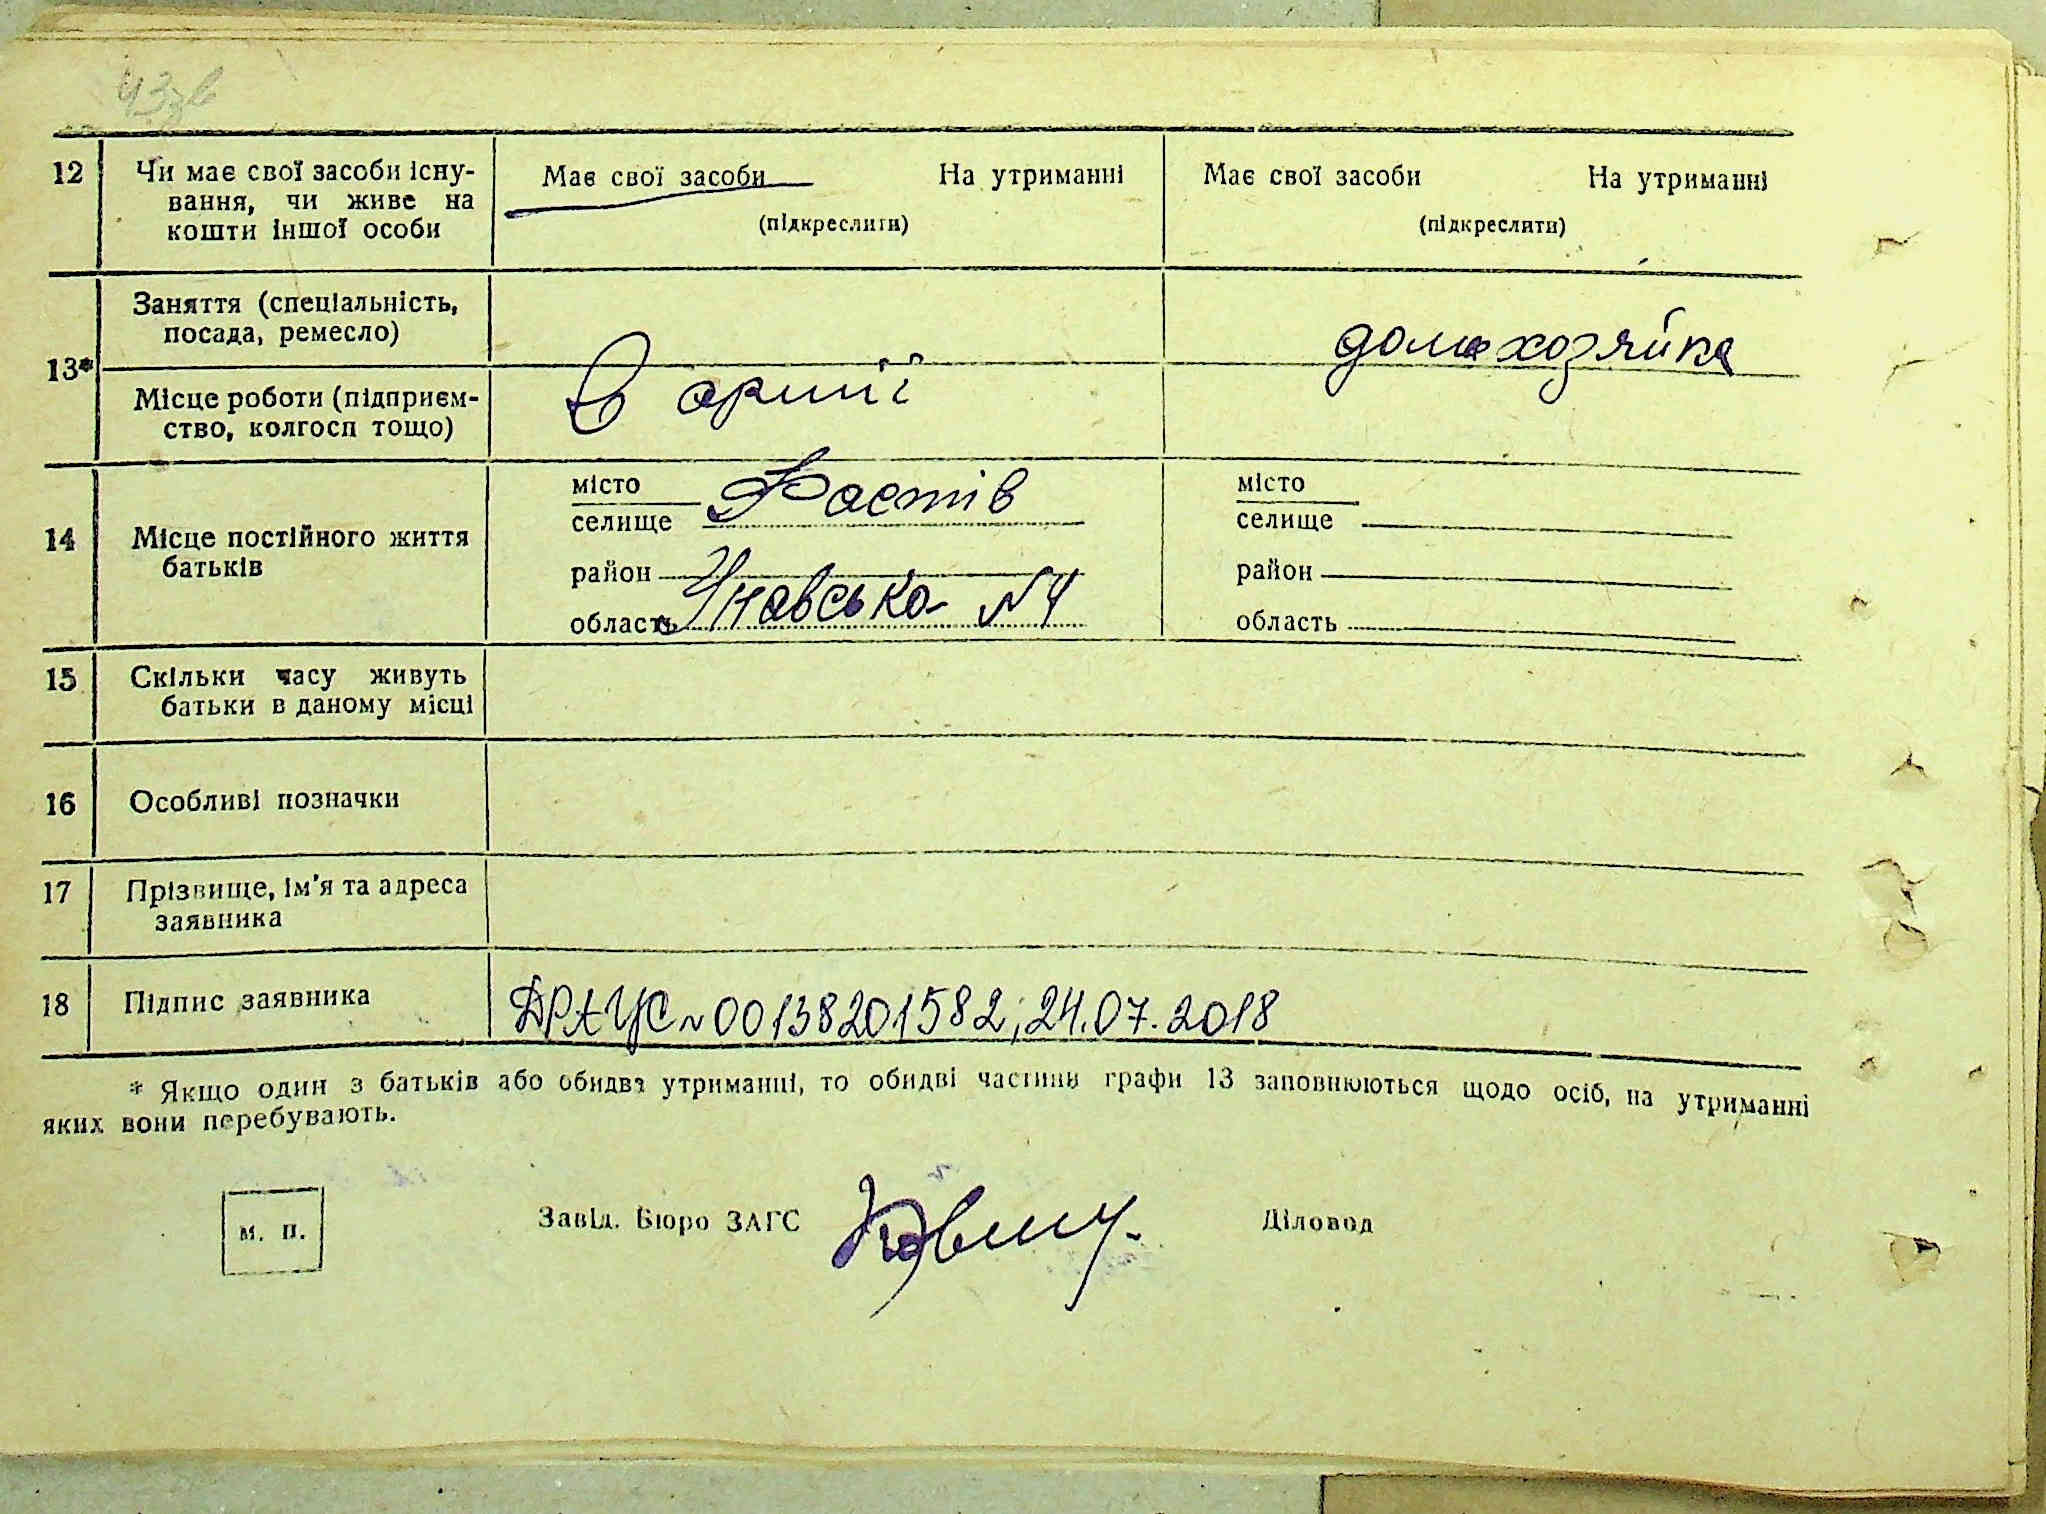 43зв
12 Чи має свої засоби існу-
вання, чи живе на
кошти іншої особи
Має свої засоби На утриманні
(підкреслити)
Має свої засоби На утриманні
(підкреслити)
13*
Заняття (спеціальність,
посада, ремесло)
домохозяйка
Місце роботи (підприєм-
ство, колгосп тощо)
В армії
14 Місце постійного життя
батьків
місто
селище Фастів
район
область Унавська №4
місто
селище
район
область
15 Скільки часу живуть
батьки в даному місці
16 Особливі позначки
17 Прізвище, ім'я та адреса
заявника
18 Підпис заявника
ДРАЦС №00138201582; 24.07.2018
* Якщо один з батьків або обидва утриманні, то обидві частини графи 13 заповнюються щодо осіб, на утриманні
яких вони перебувають.
М. П.
Завід. Бюро ЗАГС
Діловод